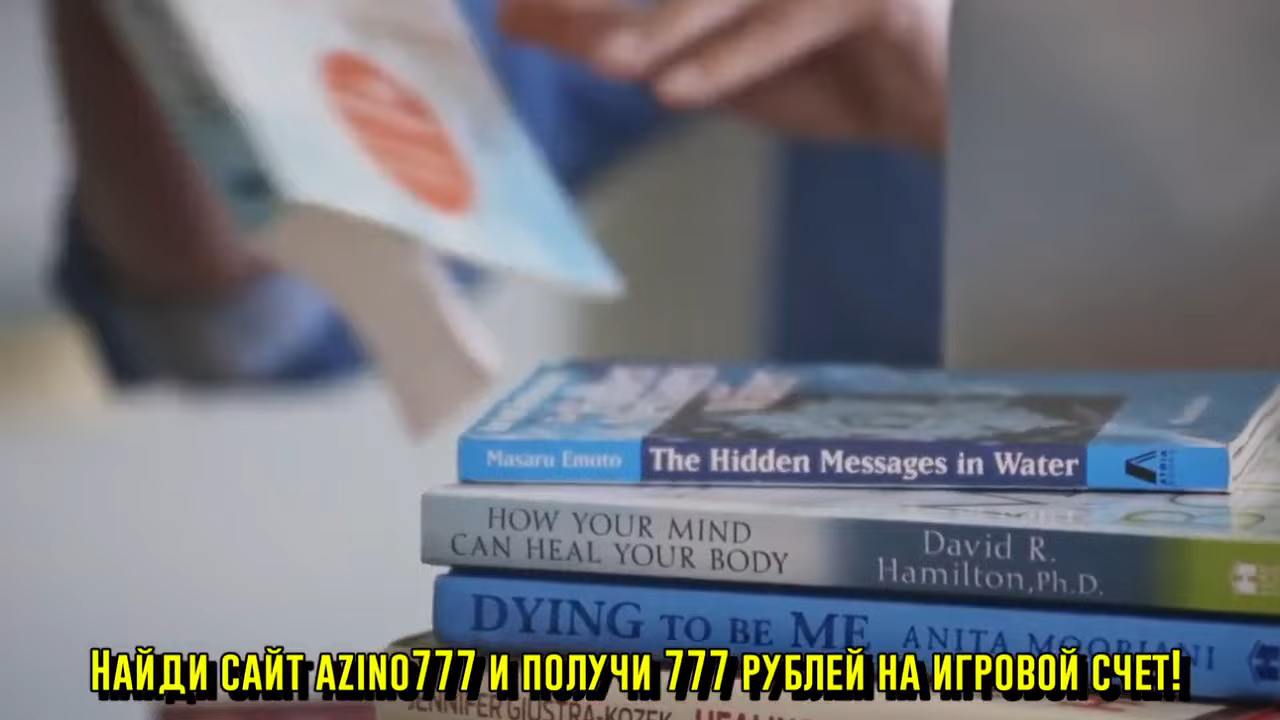 Masaru Emoto The Hidden Messages in Water
HOW YOUR MIND
CAN HEAL YOUR BODY
David R.
Hamilton, Ph.D.
DYING TO BE ME ANITA MOORJANI
НАЙДИ САЙТ AZINO777 И ПОЛУЧИ 777 РУБЛЕЙ НА ИГРОВОЙ СЧЕТ!
JENNIFER GIUSTRA-KOZEK